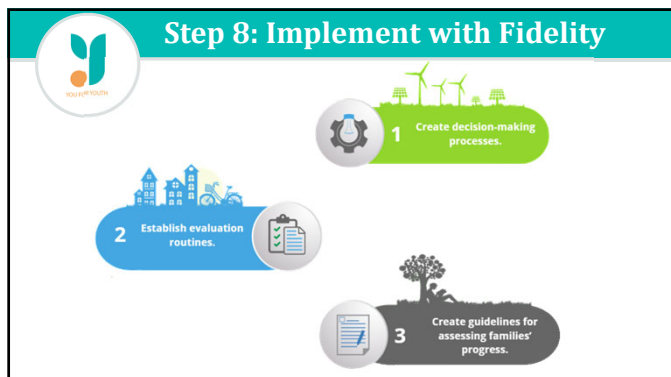 Step 8: Implement with Fidelity
YOU FOR YOUTH
1
Create decision-making
processes.
2
Establish evaluation
routines.
3
Create guidelines for
assessing families'
progress.